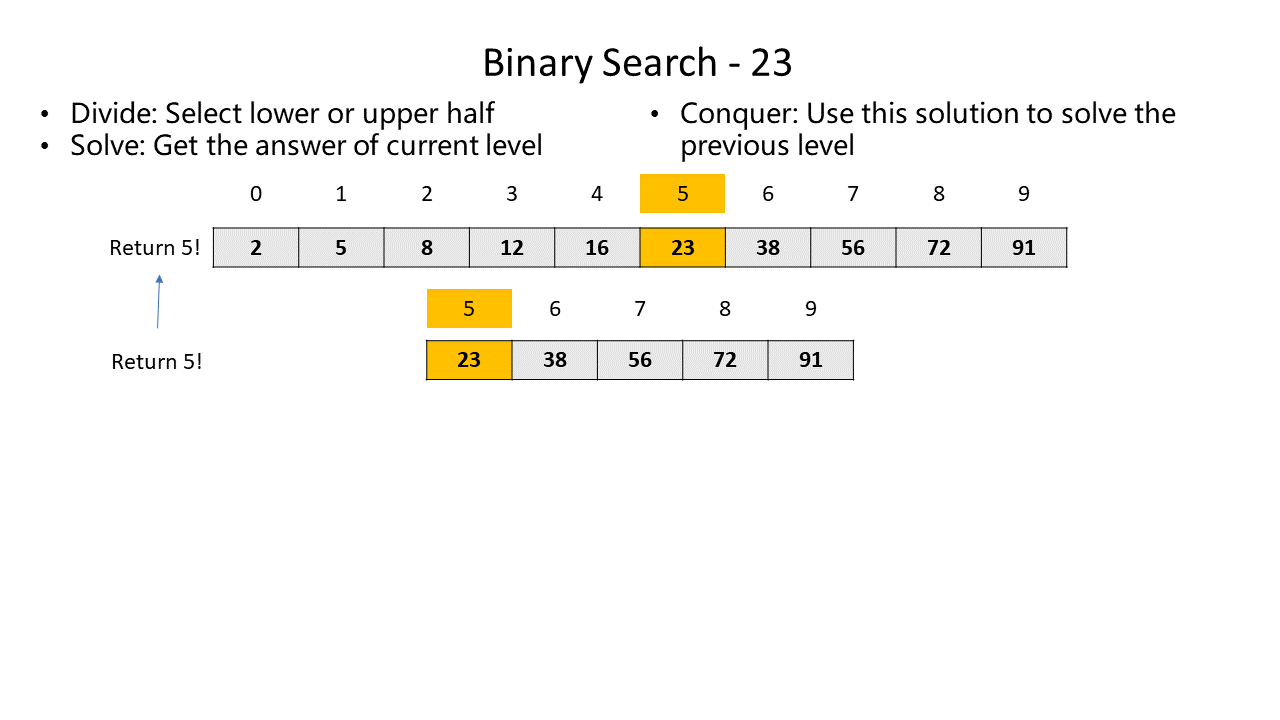 Binary Search - 23
• Divide: Select lower or upper half
• Solve: Get the answer of current level
• Conquer: Use this solution to solve the
previous level
0 1 2 3 4 5 6 7 8 9
Return 5! 2 5 8 12 16 23 38 56 72 91
5 6 7 8 9
Return 5! 23 38 56 72 91